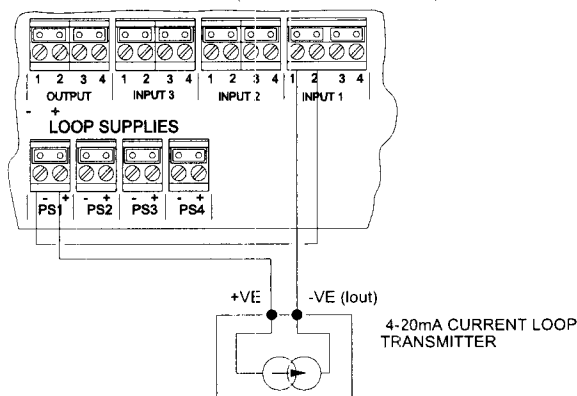 1 2 3 4 1 2 3 4 1 2 3 4 1 2 3 4
OUTPUT INPUT 3 INPUT 2 INPUT 1
- +
LOOP SUPPLIES
- + - + - + - +
PS1 PS2 PS3 PS4
+VE -VE (Iout)
4-20mA CURRENT LOOP
TRANSMITTER